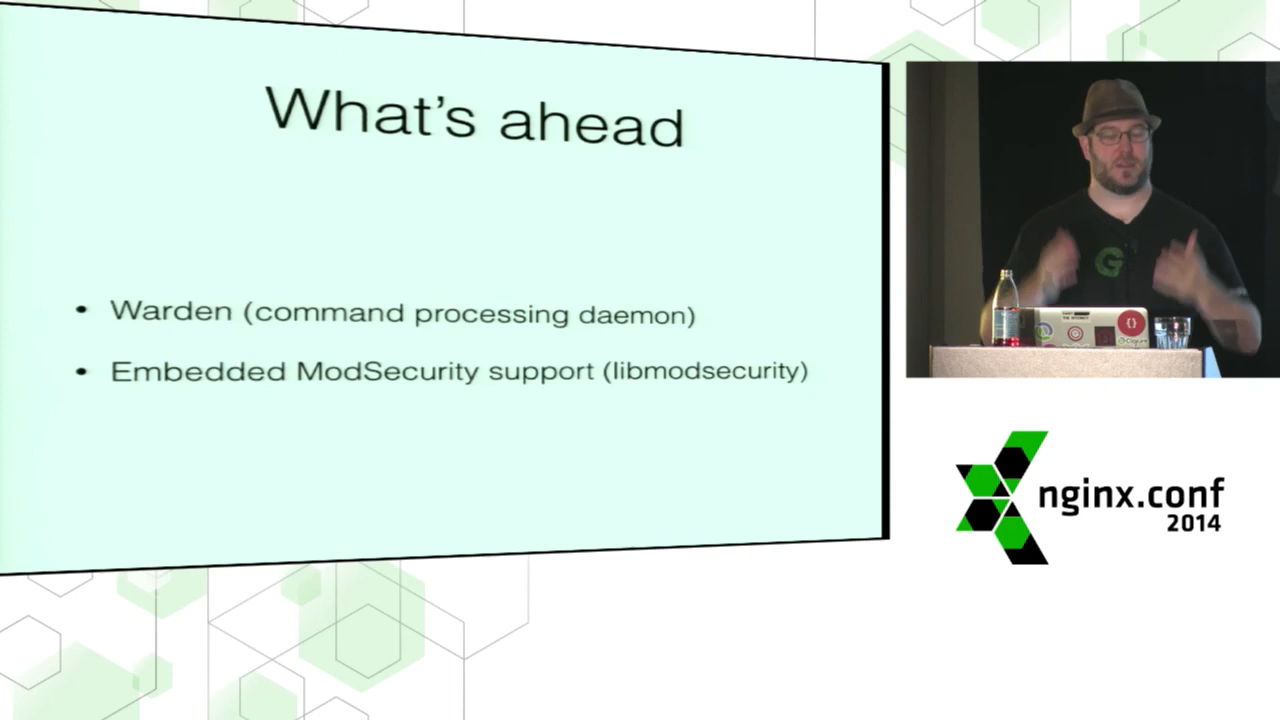 What's ahead
• Warden (command processing daemon)
• Embedded ModSecurity support (libmodsecurity)
G
{}
nginx.conf
2014